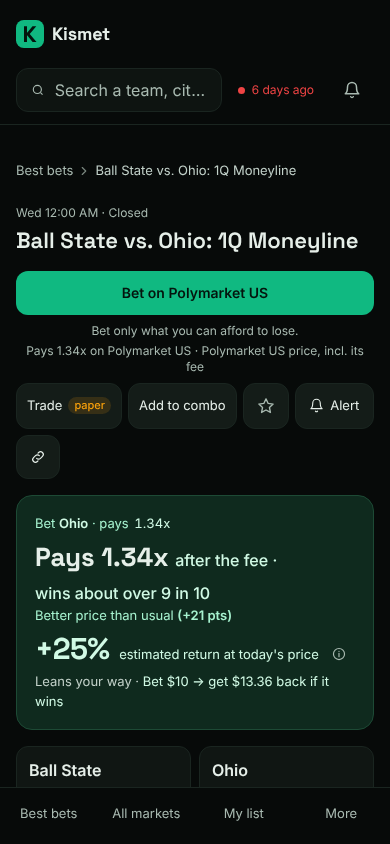 K Kismet
Search a team, cit...
6 days ago
Best bets > Ball State vs. Ohio: 1Q Moneyline
Wed 12:00 AM · Closed
Ball State vs. Ohio: 1Q Moneyline
Bet on Polymarket US
Bet only what you can afford to lose.
Pays 1.34x on Polymarket US · Polymarket US price, incl. its
fee
Trade paper
Add to combo
Alert
Bet Ohio · pays 1.34x
Pays 1.34x after the fee ·
wins about over 9 in 10
Better price than usual (+21 pts)
+25% estimated return at today's price
Leans your way · Bet $10 → get $13.36 back if it
wins
Ball State
Ohio
Best bets
All markets
My list
More